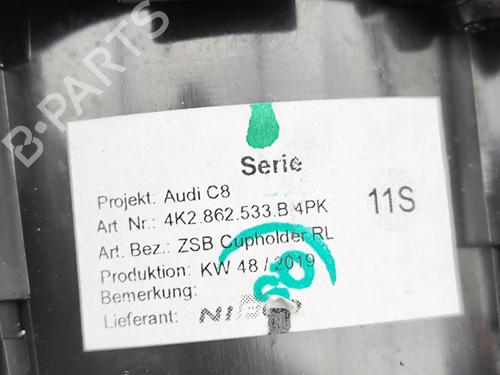 B-PARTS
Serie
Projekt: Audi C8
Art Nr.: 4K2.862.533.B 4PK
11S
Art. Bez.: ZSB Cupholder RL
Produktion: KW 48 / 2019
Bemerkung:
Lieferant: